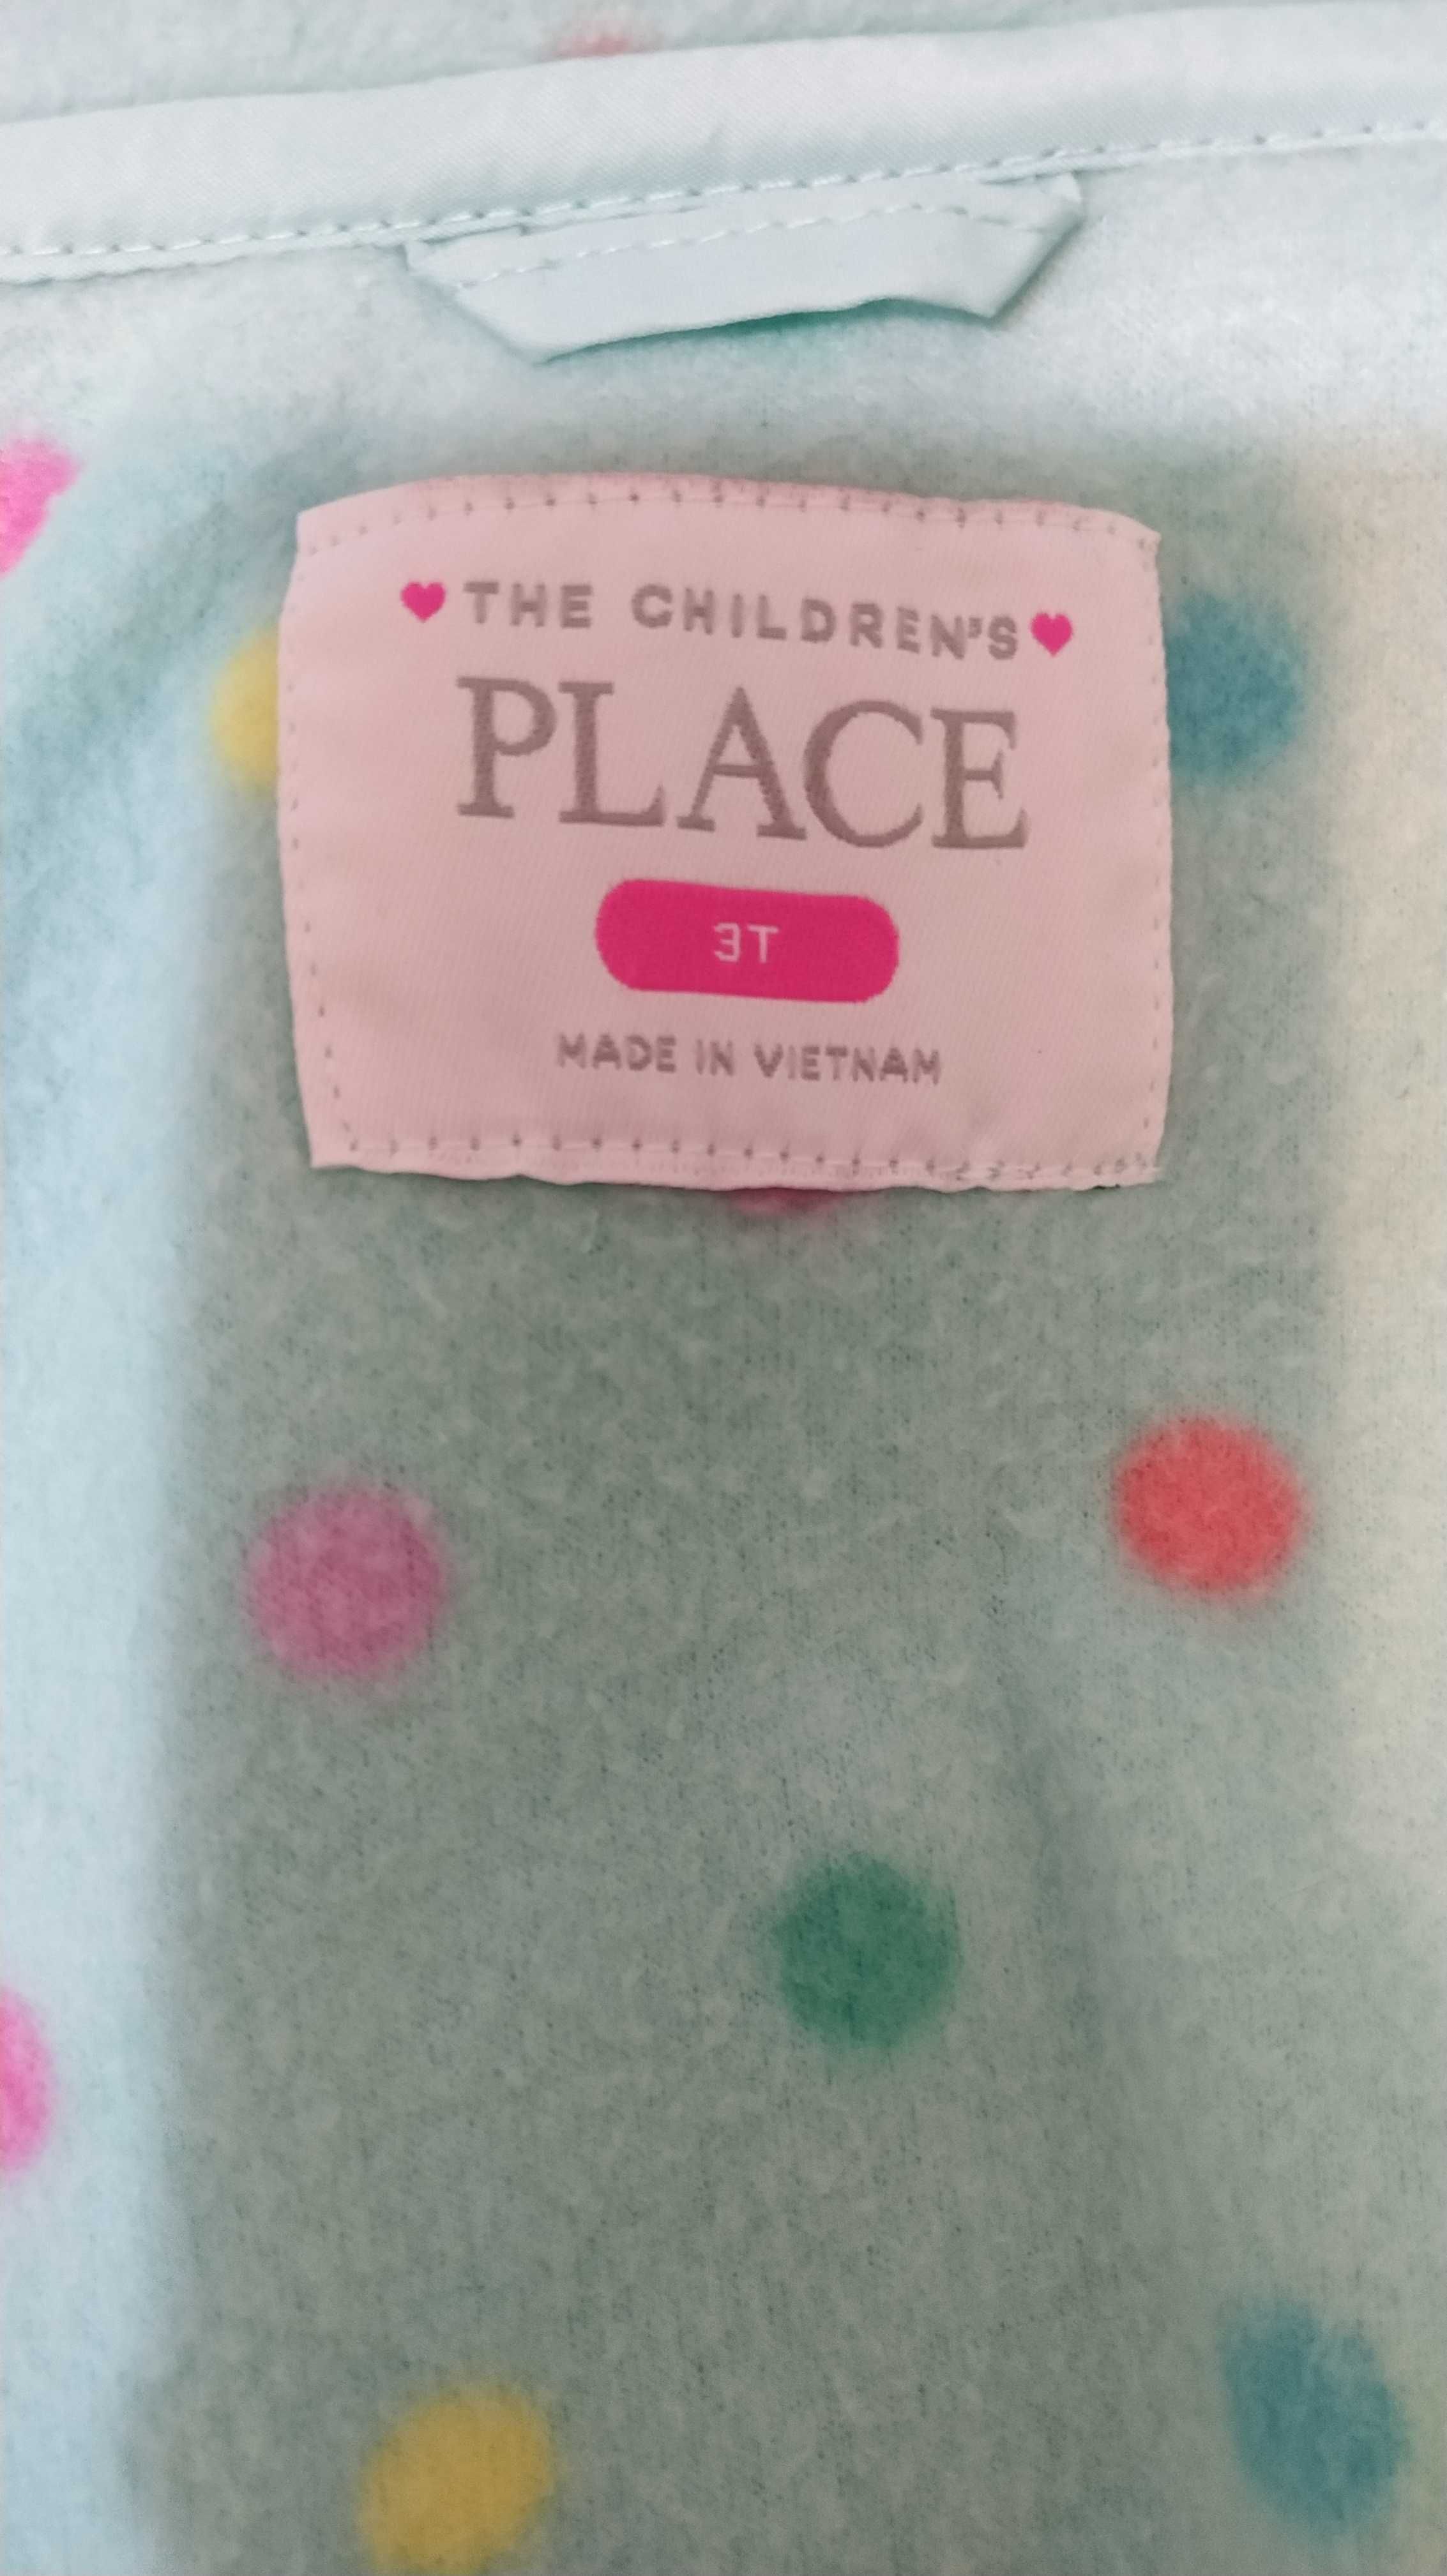 THE CHILDREN'S
PLACE
3T
MADE IN VIETNAM